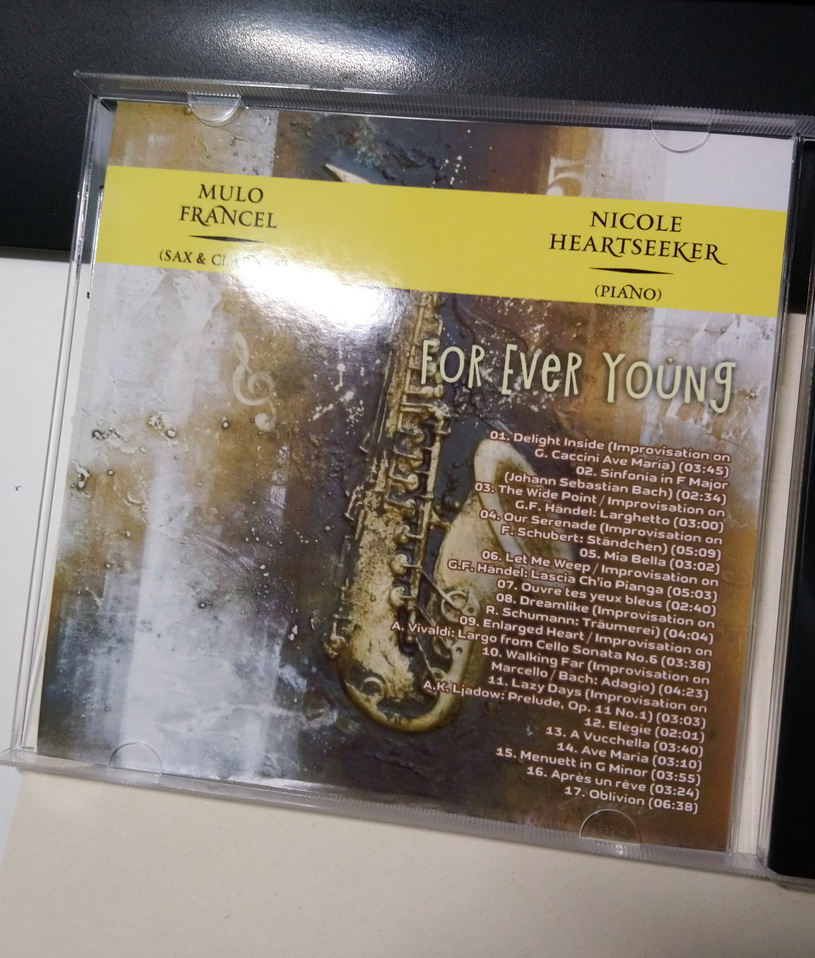 MULO
FRANCEL
(SAX &
NICOLE
HEARTSEEKER
(PIANO)
FOR EVER YOUNG
01. Delight Inside (Improvisation on
G. Caccini Ave Maria) (03:45)
02. Sinfonia in F Major
(Johann Sebastian Bach) (02:34)
03. The Wide Point / Improvisation on
G.F. Händel: Larghetto (03:00)
04. Our Serenade (Improvisation on
F. Schubert: Ständchen) (05:09)
05. Mia Bella (03:02)
06. Let Me Weep / Improvisation on
G.F. Händel: Lascia Ch'io Pianga (05:03)
07. Ouvre tes yeux bleus (02:40)
08. Dreamlike (Improvisation on
R. Schumann: Träumerei) (04:04)
09. Enlarged Heart / Improvisation on
A. Vivaldi: Largo from Cello Sonata No.6 (03:38)
10. Walking Far (Improvisation on
Marcello / Bach: Adagio) (04:23)
11. Lazy Days (Improvisation on
A.K. Ljadow: Prelude, Op. 11 No.1) (03:03)
12. Elégie (02:01)
13. A Vucchella (03:40)
14. Ave Maria (03:10)
15. Menuett in G Minor (03:55)
16. Après un rêve (03:24)
17. Oblivion (06:38)